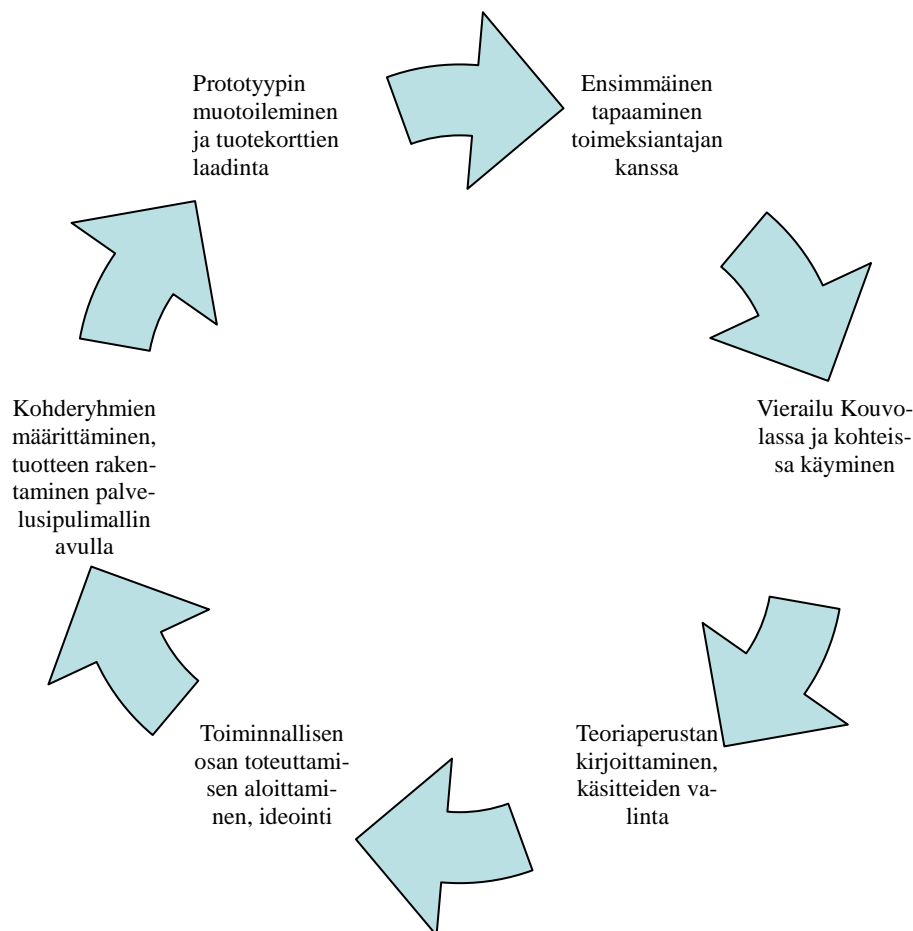 Prototyypin
muotoileminen
ja tuotekorttien
laadinta
Ensimmäinen
tapaaminen
toimeksiantajan
kanssa
Vierailu Kouvo-
lassa ja kohteis-
sa käyminen
Teoriaperustan
kirjoittaminen,
käsitteiden va-
linta
Toiminnallisen
osan toteuttami-
sen aloittami-
nen, ideointi
Kohderyhmien
määrittäminen,
tuotteen raken-
taminen palve-
lusipulimallin
avulla